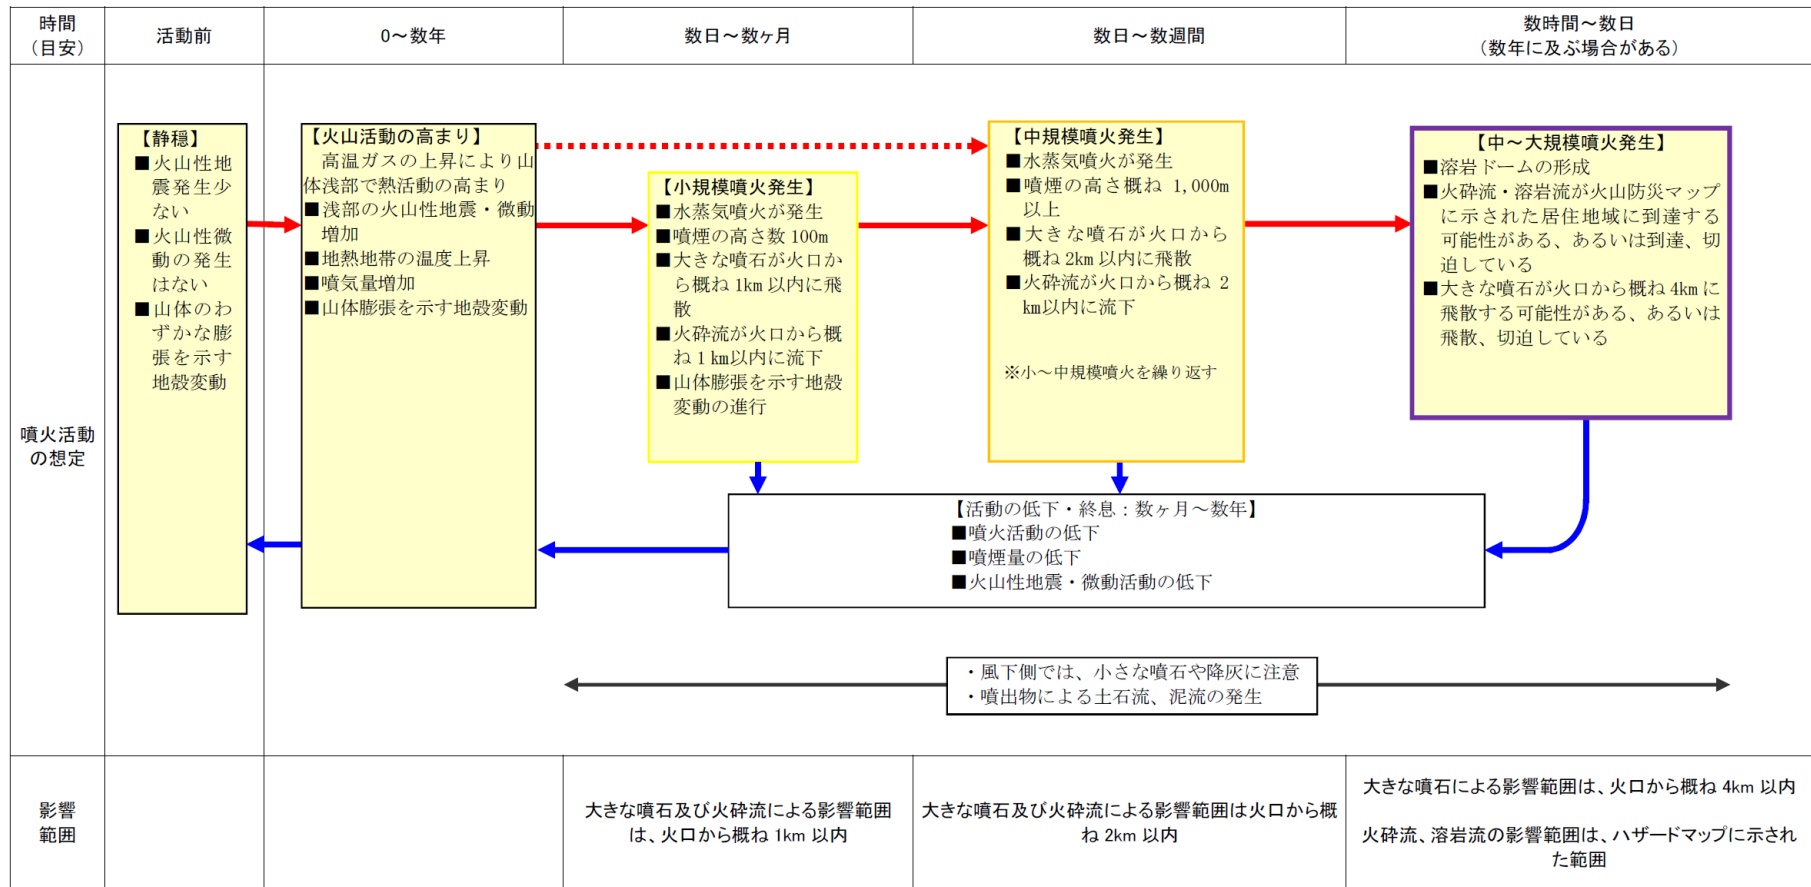 時間
（目安）
活動前
0～数年
数日～数ヶ月
数日～数週間
数時間～数日
（数年に及ぶ場合がある）
噴火活動
の想定
【静穏】
■火山性地
震発生少
ない
■火山性微
動の発生
はない
■山体のわ
ずかな膨
張を示す
地殻変動
【火山活動の高まり】
高温ガスの上昇により山
体浅部で熱活動の高まり
■浅部の火山性地震・微動
増加
■地熱地帯の温度上昇
■噴気量増加
■山体膨張を示す地殻変動
【小規模噴火発生】
■水蒸気噴火が発生
■噴煙の高さ数100m
■大きな噴石が火口か
ら概ね1km以内に飛
散
■火砕流が火口から概
ね1km以内に流下
■山体膨張を示す地殻
変動の進行
【中規模噴火発生】
■水蒸気噴火が発生
■噴煙の高さ概ね 1,000m
以上
■大きな噴石が火口から
概ね2km以内に飛散
■火砕流が火口から概ね 2
km以内に流下
※小～中規模噴火を繰り返す
【中～大規模噴火発生】
■溶岩ドームの形成
■火砕流・溶岩流が火山防災マップ
に示された居住地域に到達する
可能性がある、あるいは到達、切
迫している
■大きな噴石が火口から概ね4kmに
飛散する可能性がある、あるいは
飛散、切迫している
【活動の低下・終息：数ヶ月～数年】
■噴火活動の低下
■噴煙量の低下
■火山性地震・微動活動の低下
・風下側では、小さな噴石や降灰に注意
・噴出物による土石流、泥流の発生
影響
範囲
大きな噴石及び火砕流による影響範囲
は、火口から概ね1km以内
大きな噴石及び火砕流による影響範囲は火口から概
ね2km以内
大きな噴石による影響範囲は、火口から概ね4km以内
火砕流、溶岩流の影響範囲は、ハザードマップに示され
た範囲